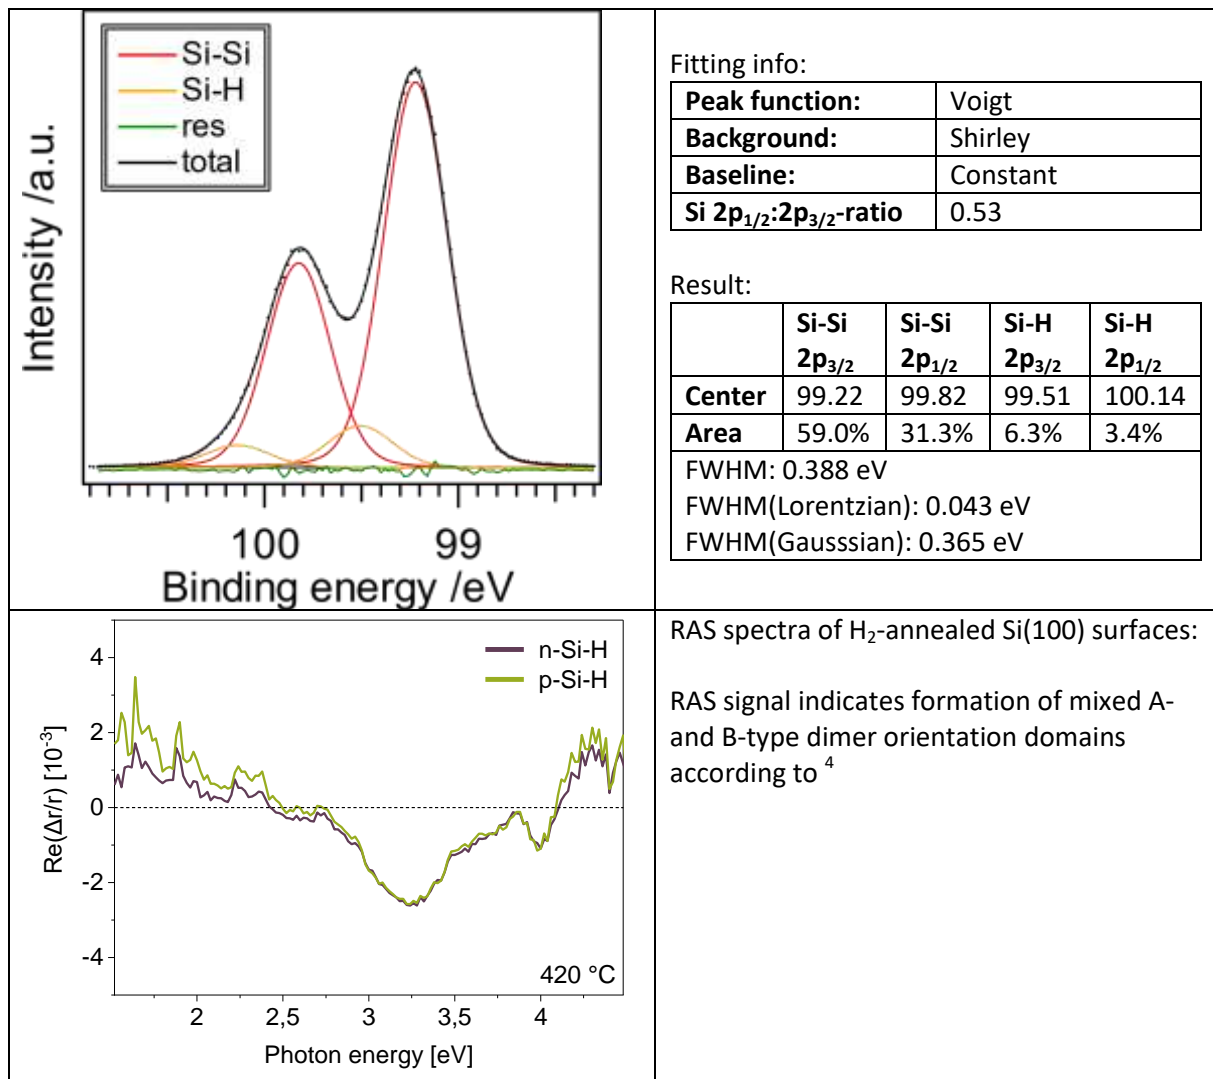 Si-Si
Si-H
res
total
Intensity /a.u.
100 99
Binding energy /eV
Fitting info:
Peak function: Voigt
Background: Shirley
Baseline: Constant
Si 2p1/2:2p3/2-ratio 0.53
Result:
Si-Si Si-Si Si-H Si-H
2p3/2 2p1/2 2p3/2 2p1/2
Center 99.22 99.82 99.51 100.14
Area 59.0% 31.3% 6.3% 3.4%
FWHM: 0.388 eV
FWHM(Lorentzian): 0.043 eV
FWHM(Gausssian): 0.365 eV
n-Si-H
p-Si-H
Re(Δr/r) [10-3]
4
2
0
-2
-4
420 °C
2 2,5 3 3,5 4
Photon energy [eV]
RAS spectra of H2-annealed Si(100) surfaces:
RAS signal indicates formation of mixed A-
and B-type dimer orientation domains
according to 4